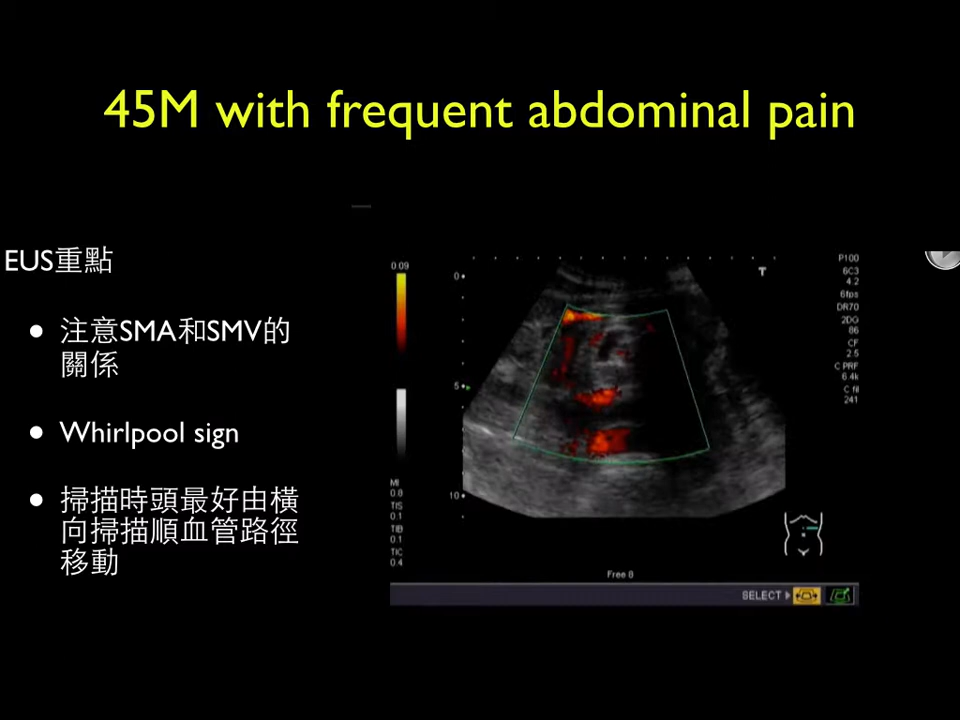 45M with frequent abdominal pain
EUS重點
• 注意SMA和SMV的
關係
• Whirlpool sign
• 掃描時頭最好由橫
向掃描順血管路徑
移動
0.09
0
5
10
MI
0.8
TIS
0.1
TIB
0.1
TIC
0.4
T
P100
6C3
4.2
6fps
DR70
2DG
86
CF
2.5
C PRF
6.4k
C fil
241
Free 8
SELECT